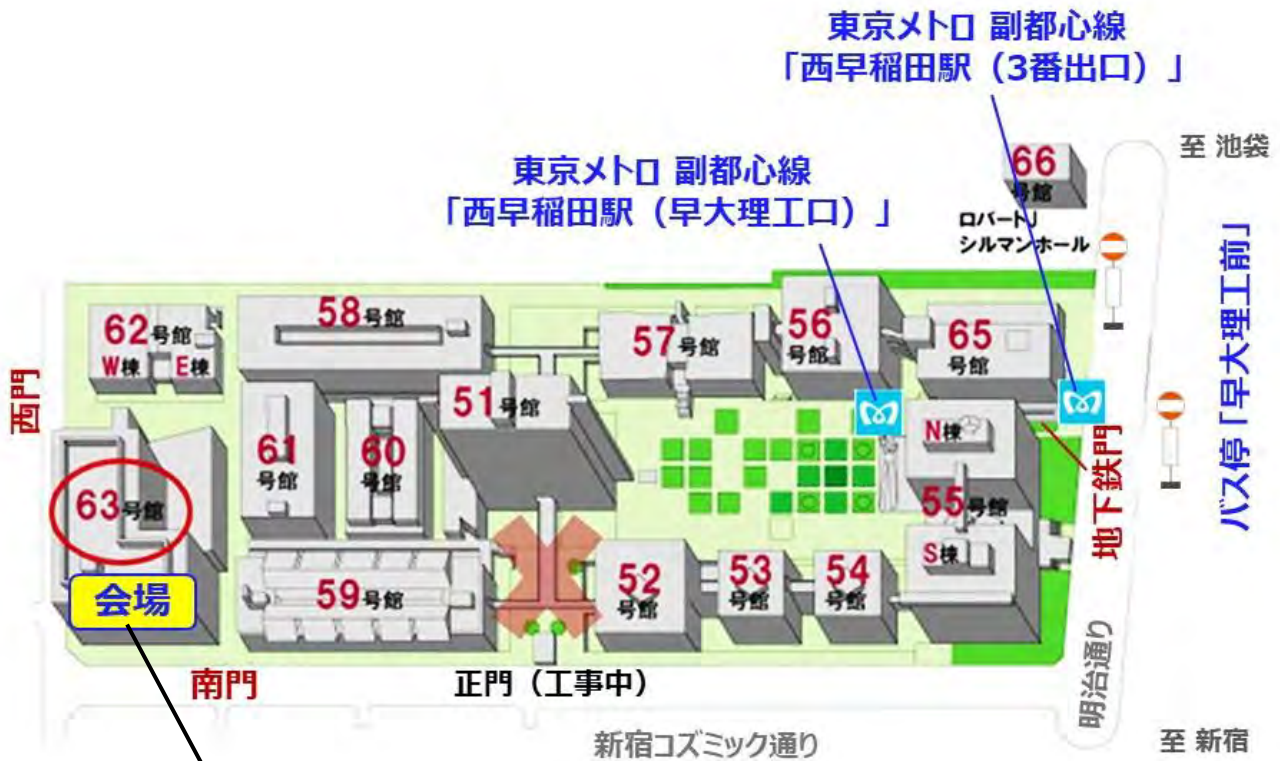 東京メトロ 副都心線
「西早稲田駅（3番出口）」
至 池袋
66
号館
東京メトロ 副都心線
「西早稲田駅（早大理工口）」
ロバートJ
シルマンホール
バス停「早大理工前」
62号館
W棟 E棟
58号館
57号館
56
号館
65
号館
西門
51号館
61
号館
60
号館
N棟
地下鉄門
63号館
55号館
S棟
会場
59号館
52
号館
53
号館
54
号館
南門
正門（工事中）
明治通り
新宿コズミック通り
至 新宿